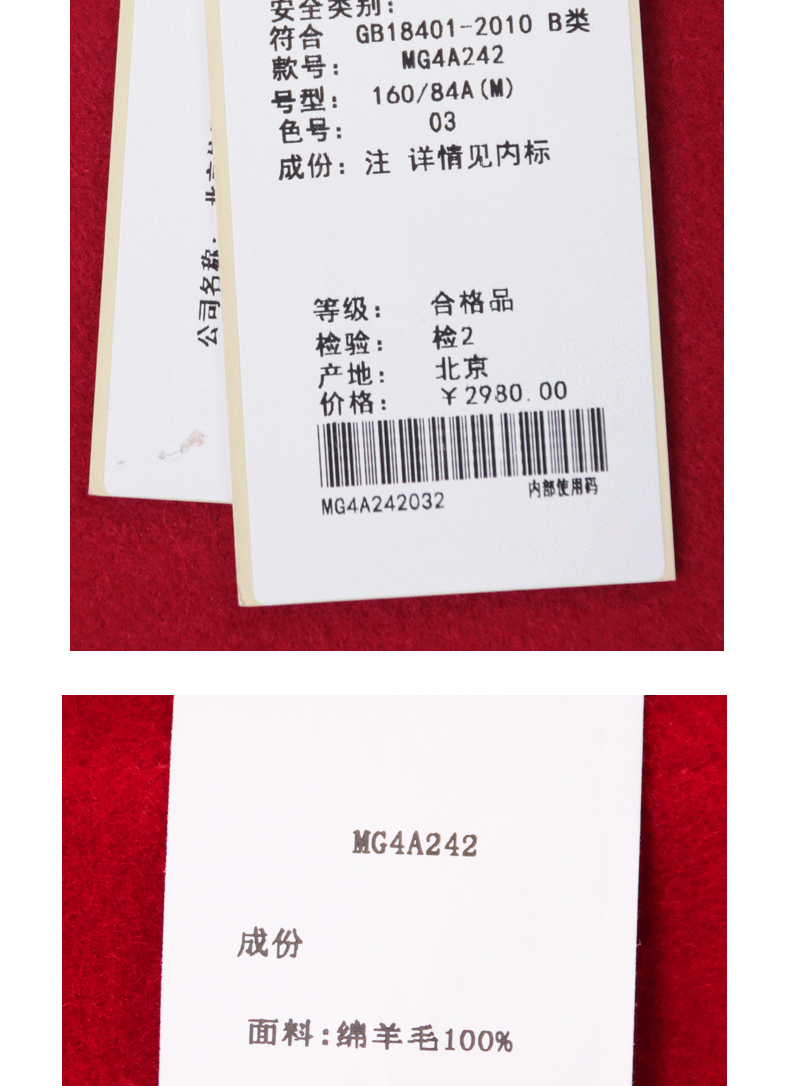 安全类别:
符合 GB18401-2010 B类
款号: MG4A242
号型: 160/84A(M)
色号: 03
成份: 注 详情见内标
公司名称:
等级: 合格品
检验: 检2
产地: 北京
价格: ￥2980.00
MG4A242032 内部使用码
MG4A242
成份
面料:绵羊毛100%